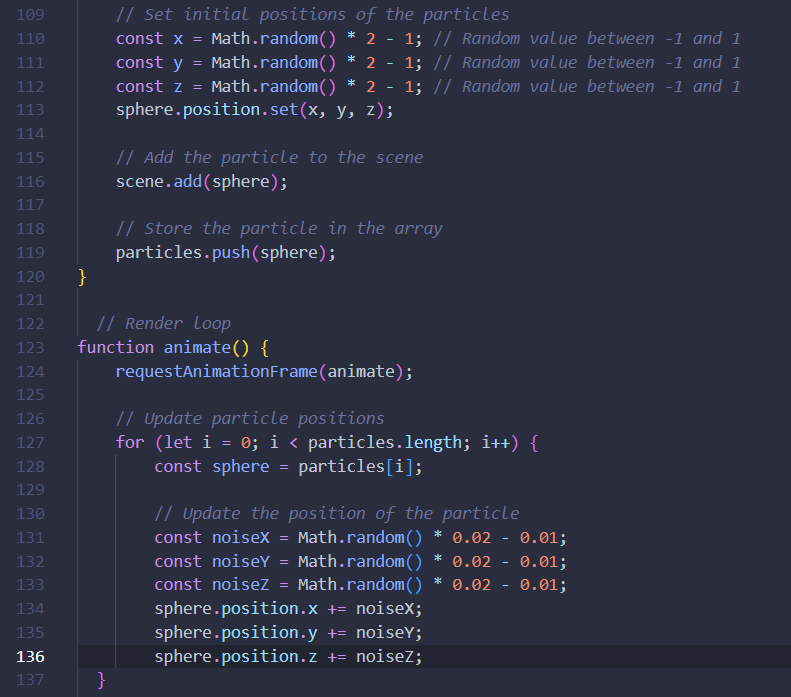 109 // Set initial positions of the particles
110 const x = Math.random() * 2 - 1; // Random value between -1 and 1
111 const y = Math.random() * 2 - 1; // Random value between -1 and 1
112 const z = Math.random() * 2 - 1; // Random value between -1 and 1
113 sphere.position.set(x, y, z);
114
115 // Add the particle to the scene
116 scene.add(sphere);
117
118 // Store the particle in the array
119 particles.push(sphere);
120 }
121
122 // Render loop
123 function animate() {
124 requestAnimationFrame(animate);
125
126 // Update particle positions
127 for (let i = 0; i < particles.length; i++) {
128 const sphere = particles[i];
129
130 // Update the position of the particle
131 const noiseX = Math.random() * 0.02 - 0.01;
132 const noiseY = Math.random() * 0.02 - 0.01;
133 const noiseZ = Math.random() * 0.02 - 0.01;
134 sphere.position.x += noiseX;
135 sphere.position.y += noiseY;
136 sphere.position.z += noiseZ;
137 }